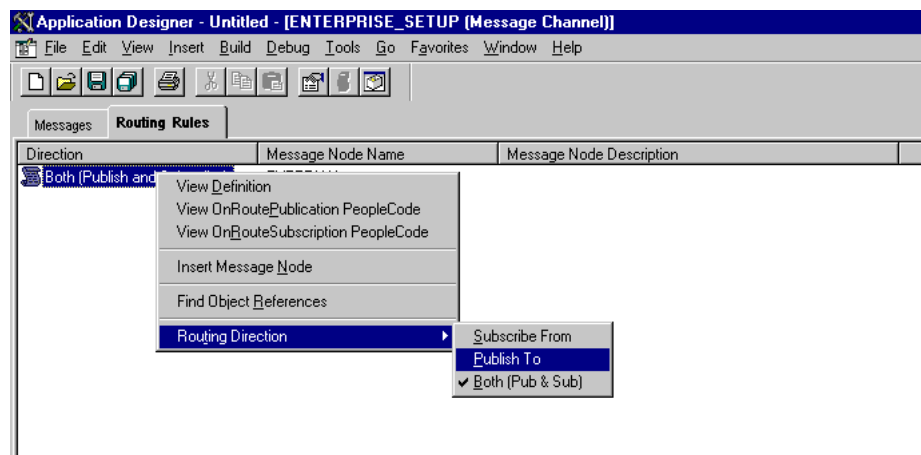 Application Designer - Untitled - [ENTERPRISE_SETUP (Message Channel)]
File Edit View Insert Build Debug Tools Go Favorites Window Help
Messages Routing Rules
Direction Message Node Name Message Node Description
Both (Publish and
View Definition
View OnRoutePublication PeopleCode
View OnRouteSubscription PeopleCode
Insert Message Node
Find Object References
Routing Direction
Subscribe From
Publish To
Both (Pub & Sub)